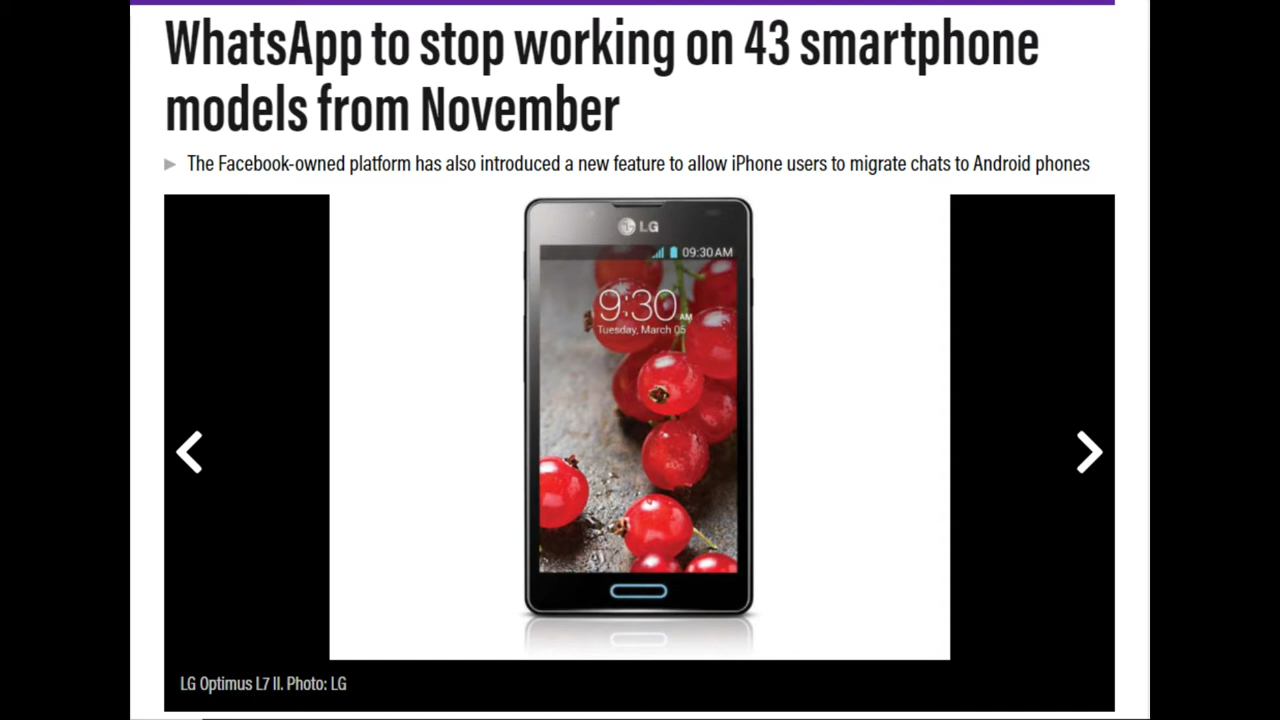 WhatsApp to stop working on 43 smartphone
models from November
The Facebook-owned platform has also introduced a new feature to allow iPhone users to migrate chats to Android phones
LG
09:30 AM
9:30 AM
Tuesday, March 05
LG Optimus L7 II. Photo: LG